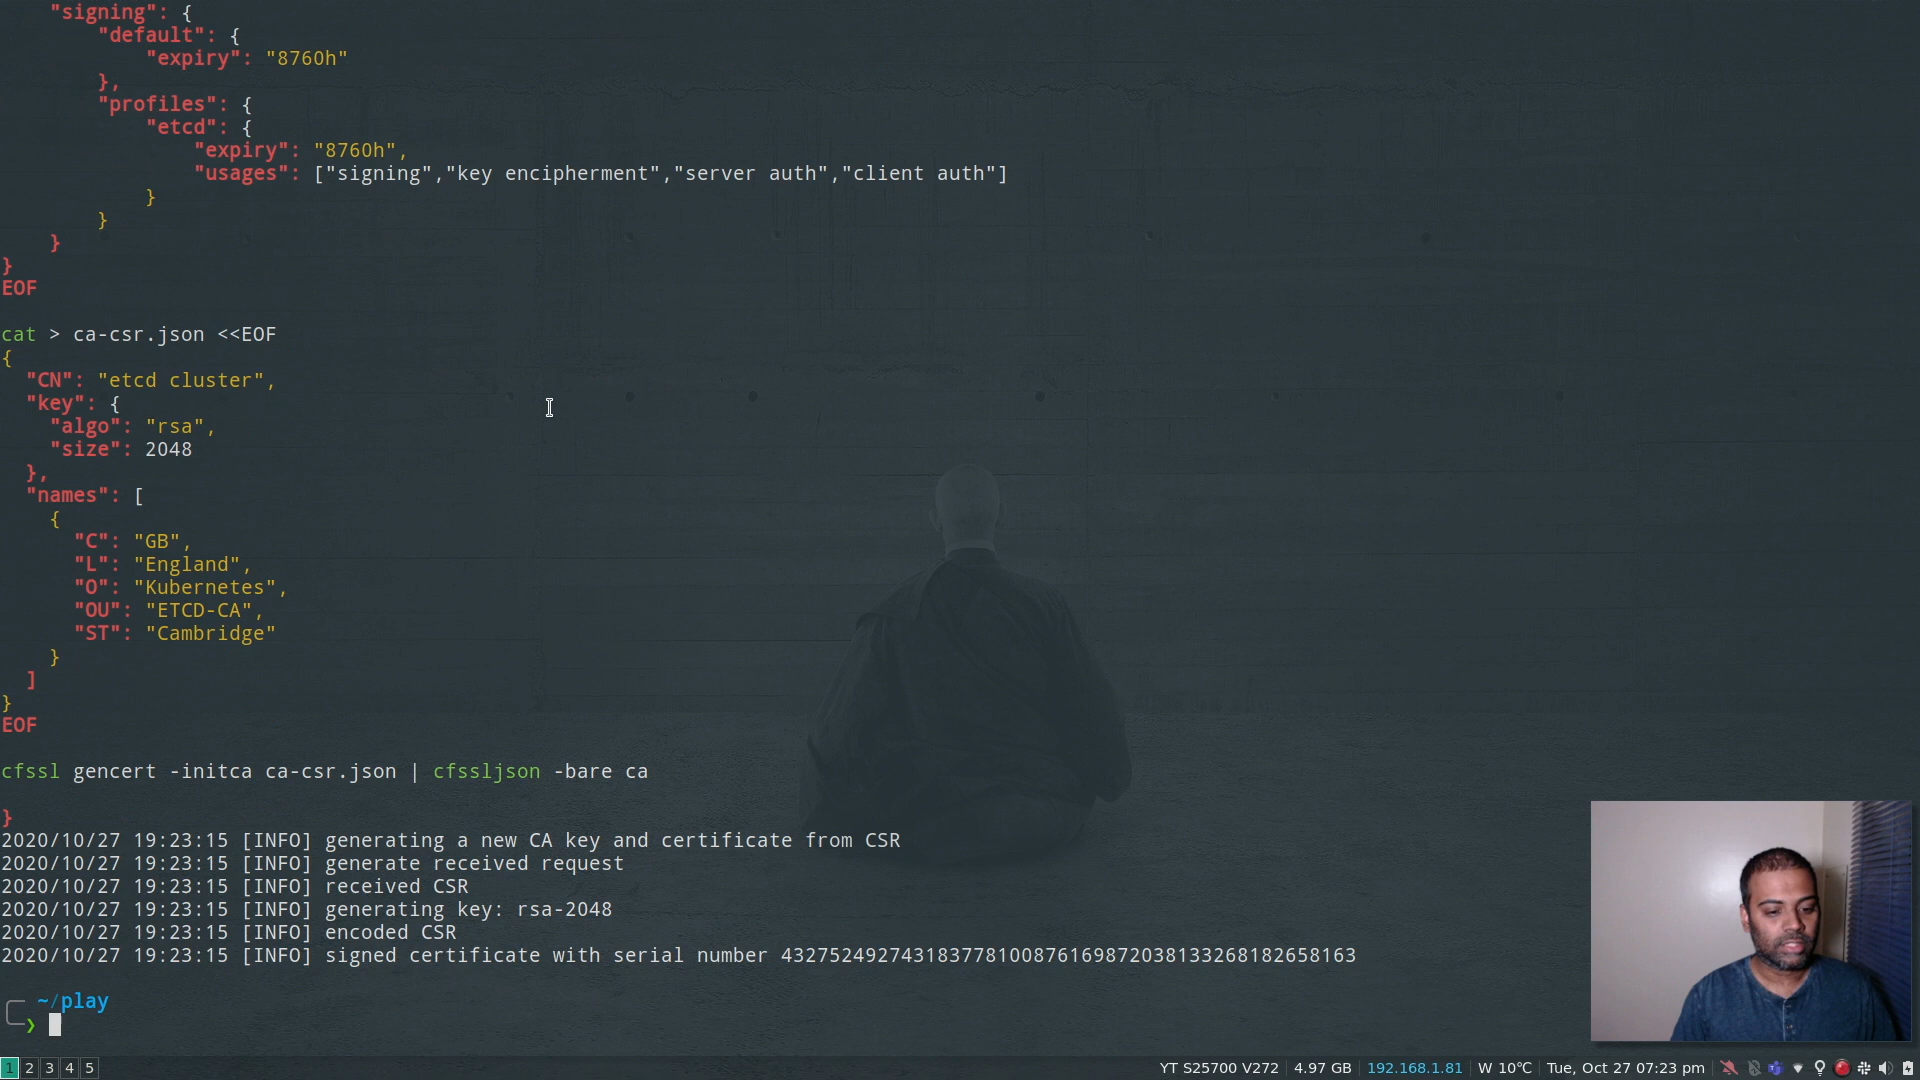 "signing": {
"default": {
"expiry": "8760h"
},
"profiles": {
"etcd": {
"expiry": "8760h",
"usages": ["signing","key encipherment","server auth","client auth"]
}
}
}
}
EOF
cat > ca-csr.json <<EOF
{
"CN": "etcd cluster",
"key": {
"algo": "rsa",
"size": 2048
},
"names": [
{
"C": "GB",
"L": "England",
"O": "Kubernetes",
"OU": "ETCD-CA",
"ST": "Cambridge"
}
]
}
EOF
cfssl gencert -initca ca-csr.json | cfssljson -bare ca
}
2020/10/27 19:23:15 [INFO] generating a new CA key and certificate from CSR
2020/10/27 19:23:15 [INFO] generate received request
2020/10/27 19:23:15 [INFO] received CSR
2020/10/27 19:23:15 [INFO] generating key: rsa-2048
2020/10/27 19:23:15 [INFO] encoded CSR
2020/10/27 19:23:15 [INFO] signed certificate with serial number 432752492743183778100876169872038133268182658163
~/play
❯
1 2 3 4 5 YT S25700 V272 4.97 GB 192.168.1.81 W 10℃ Tue, Oct 27 07:23 pm